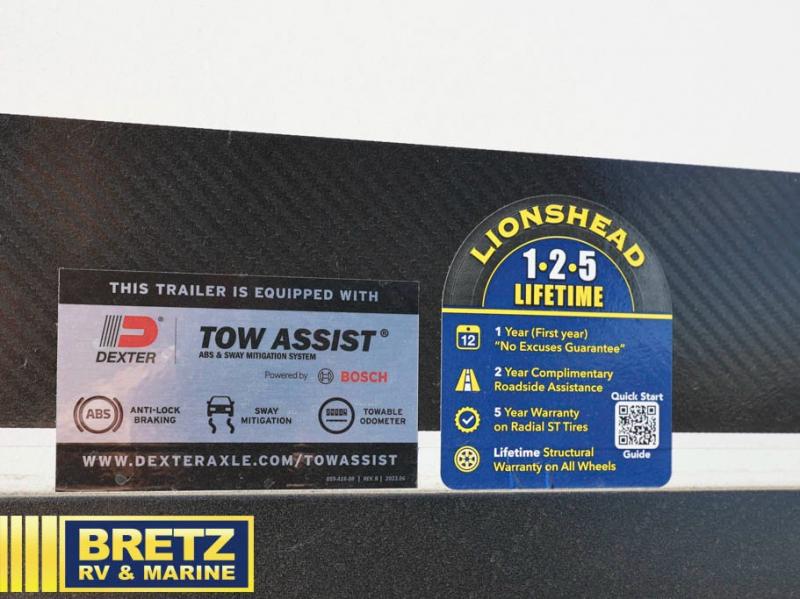 THIS TRAILER IS EQUIPPED WITH
DEXTER
TOW ASSIST®
ABS & SWAY MITIGATION SYSTEM
Powered by BOSCH
ABS
ANTI-LOCK
BRAKING
SWAY
MITIGATION
TOWABLE
ODOMETER
WWW.DEXTERAXLE.COM/TOWASSIST
LIONSHEAD
1•2•5
LIFETIME
12
1 Year (First year)
"No Excuses Guarantee"
2 Year Complimentary
Roadside Assistance
5 Year Warranty
on Radial ST Tires
Quick Start
Guide
Lifetime Structural
Warranty on All Wheels
BRETZ
RV & MARINE